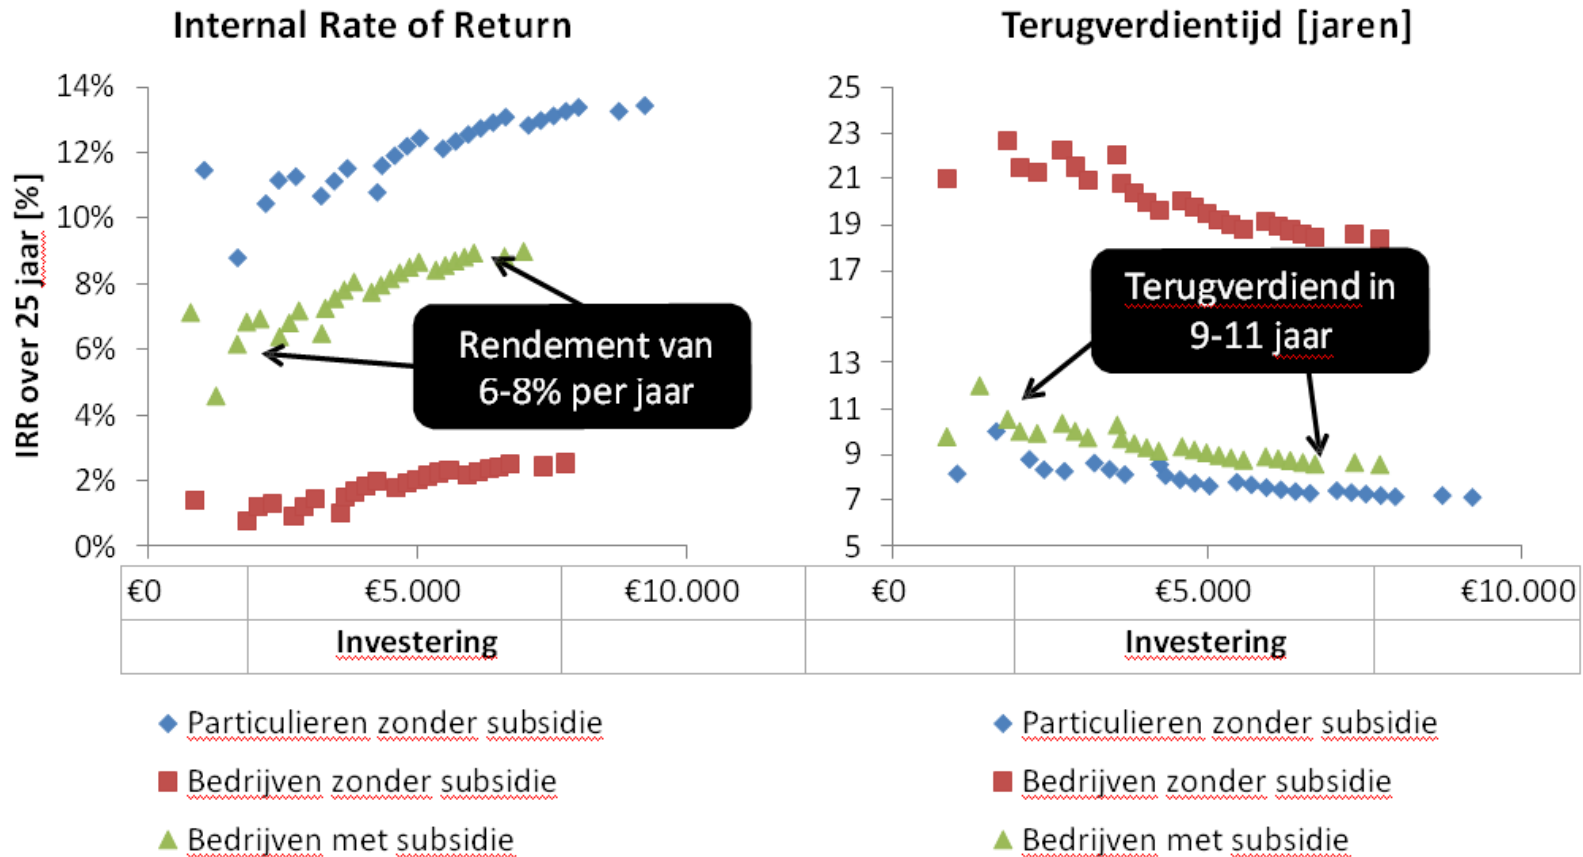 Internal Rate of Return
14%
12%
10%
8%
6%
4%
2%
0%
IRR over 25 jaar [%]
Rendement van
6-8% per jaar
€0
€5.000
€10.000
Investering
Particulieren zonder subsidie
Bedrijven zonder subsidie
Bedrijven met subsidie
Terugverdientijd [jaren]
25
23
21
19
17
13
11
9
7
5
Terugverdiend in
9-11 jaar
€0
€5.000
€10.000
Investering
Particulieren zonder subsidie
Bedrijven zonder subsidie
Bedrijven met subsidie